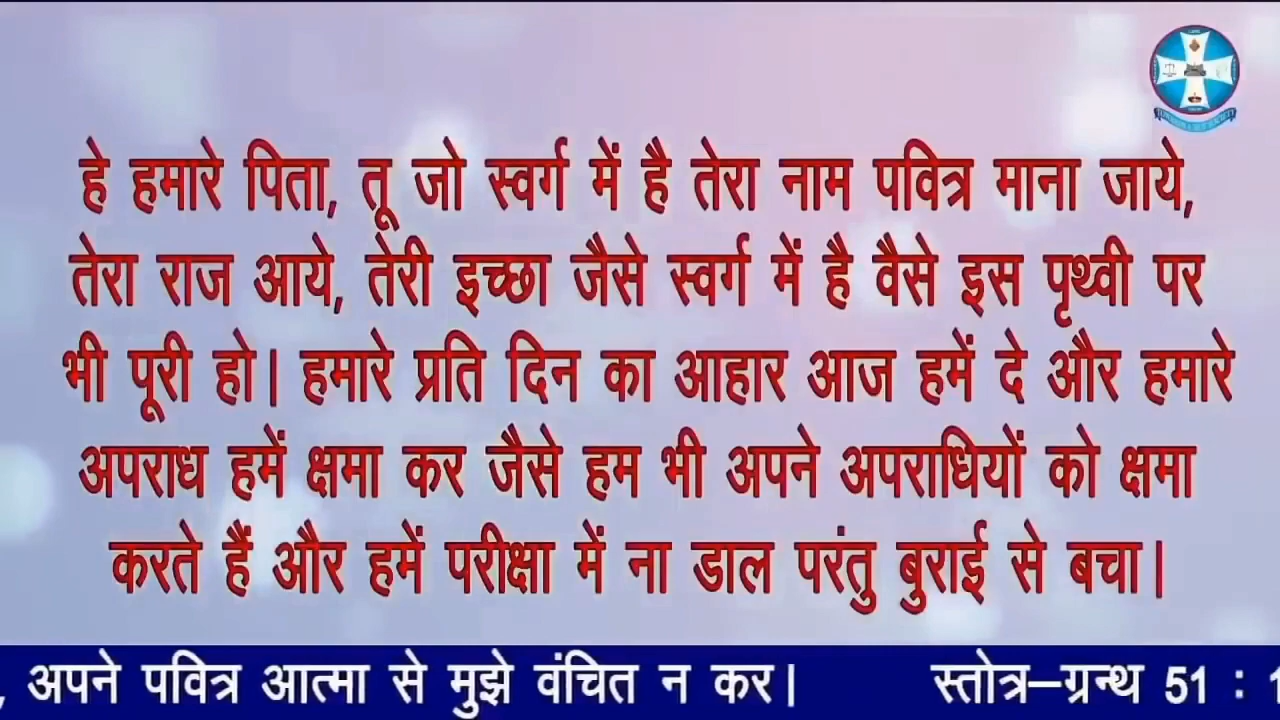 हे हमारे पिता, तू जो स्वर्ग में है तेरा नाम पवित्र माना जाये,
तेरा राज आये, तेरी इच्छा जैसे स्वर्ग में है वैसे इस पृथ्वी पर
भी पूरी हो| हमारे प्रति दिन का आहार आज हमें दे और हमारे
अपराध हमें क्षमा कर जैसे हम भी अपने अपराधियों को क्षमा
करते हैं और हमें परीक्षा में ना डाल परंतु बुराई से बचा|
, अपने पवित्र आत्मा से मुझे वंचित न कर| स्तोत्र–ग्रन्थ 51 : 1